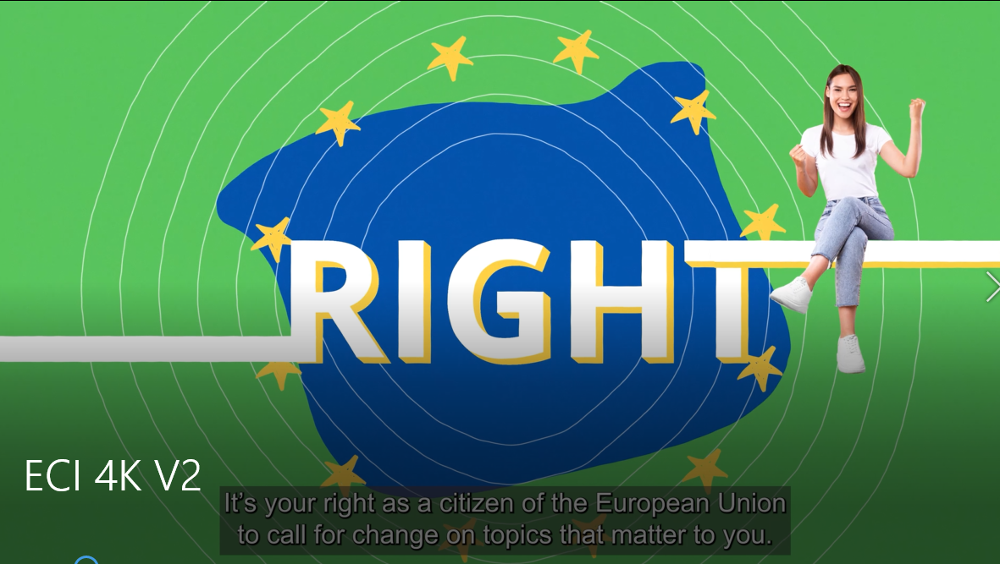 RIGHT
ECI 4K V2
It’s your right as a citizen of the European Union
to call for change on topics that matter to you.